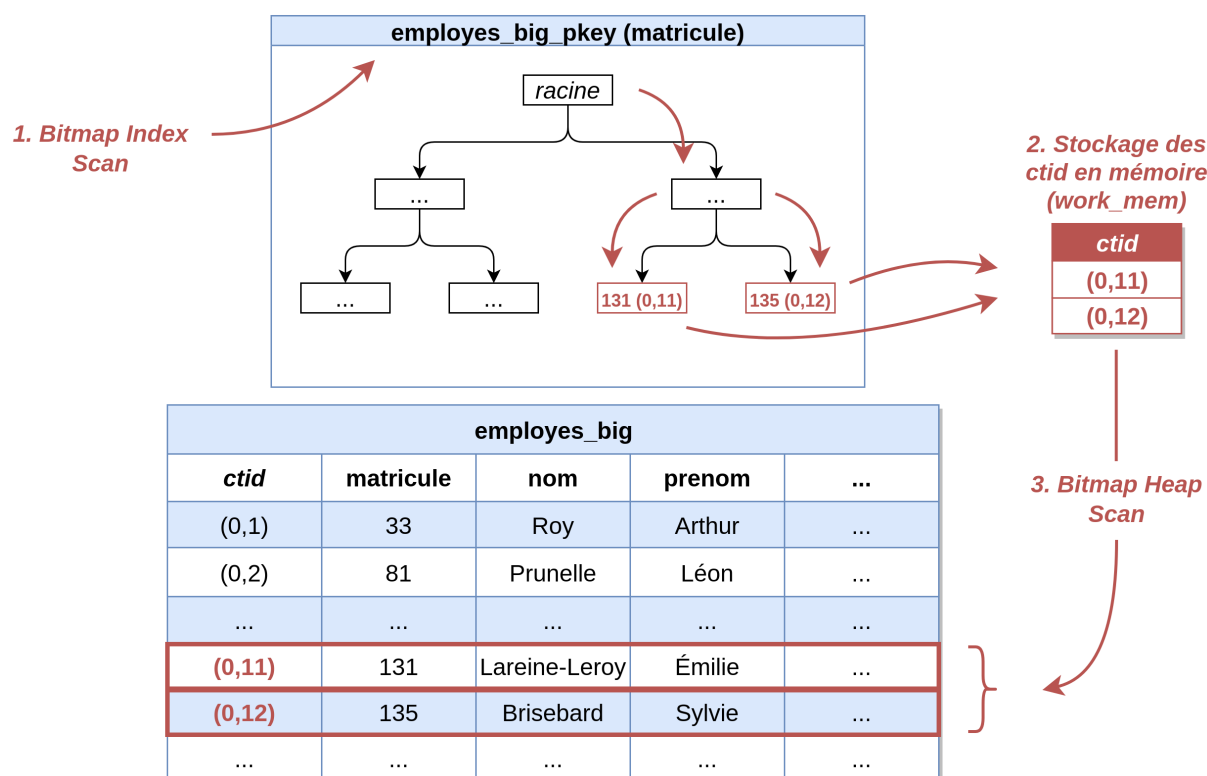 employes_big_pkey (matricule)
racine
1. Bitmap Index
Scan
2. Stockage des
ctid en mémoire
(work_mem)
... ...
ctid
... ... 131 (0,11) 135 (0,12)
(0,11)
(0,12)
employes_big
ctid matricule nom prenom ...
3. Bitmap Heap
Scan
(0,1) 33 Roy Arthur ...
(0,2) 81 Prunelle Léon ...
... ... ... ... ...
(0,11) 131 Lareine-Leroy Émilie ...
(0,12) 135 Brisebard Sylvie ...
... ... ... ... ...